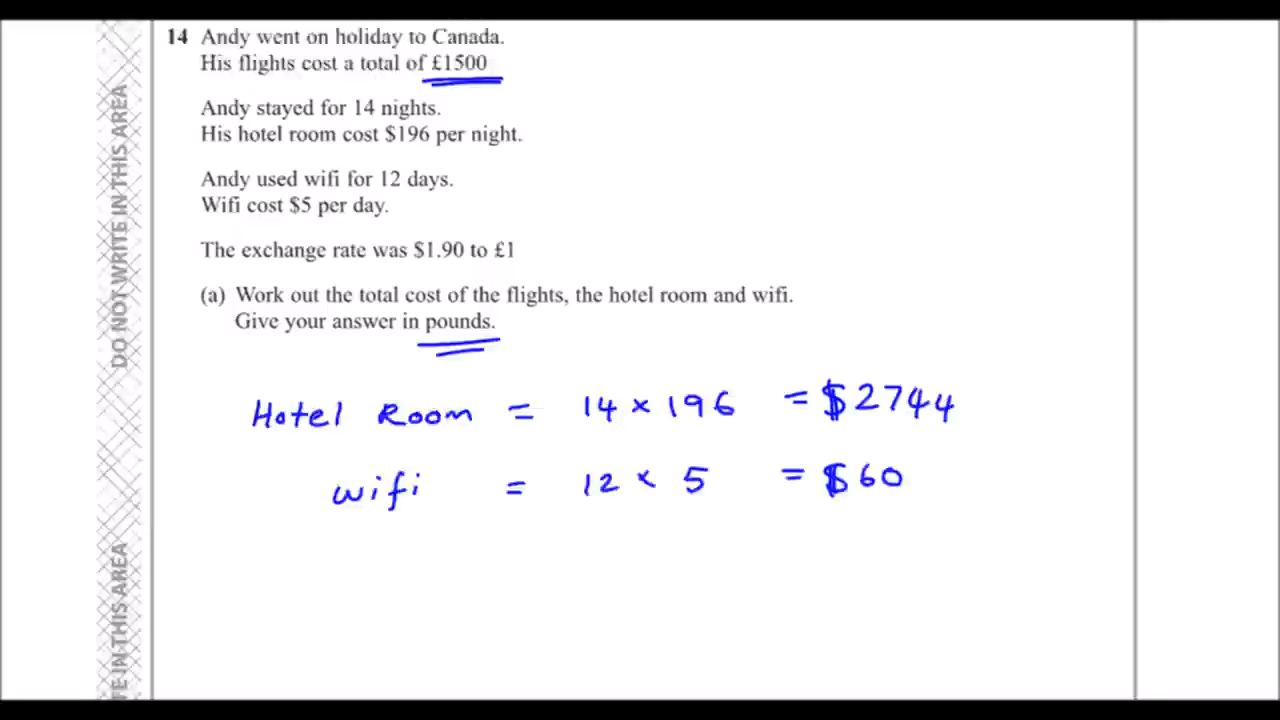 14 Andy went on holiday to Canada.
His flights cost a total of £1500
Andy stayed for 14 nights.
His hotel room cost $196 per night.
Andy used wifi for 12 days.
Wifi cost $5 per day.
The exchange rate was $1.90 to £1
(a) Work out the total cost of the flights, the hotel room and wifi.
Give your answer in pounds.
Hotel Room = 14 × 196 = $2744
wifi = 12 × 5 = $60
DO NOT WRITE IN THIS AREA
TE IN THIS AREA